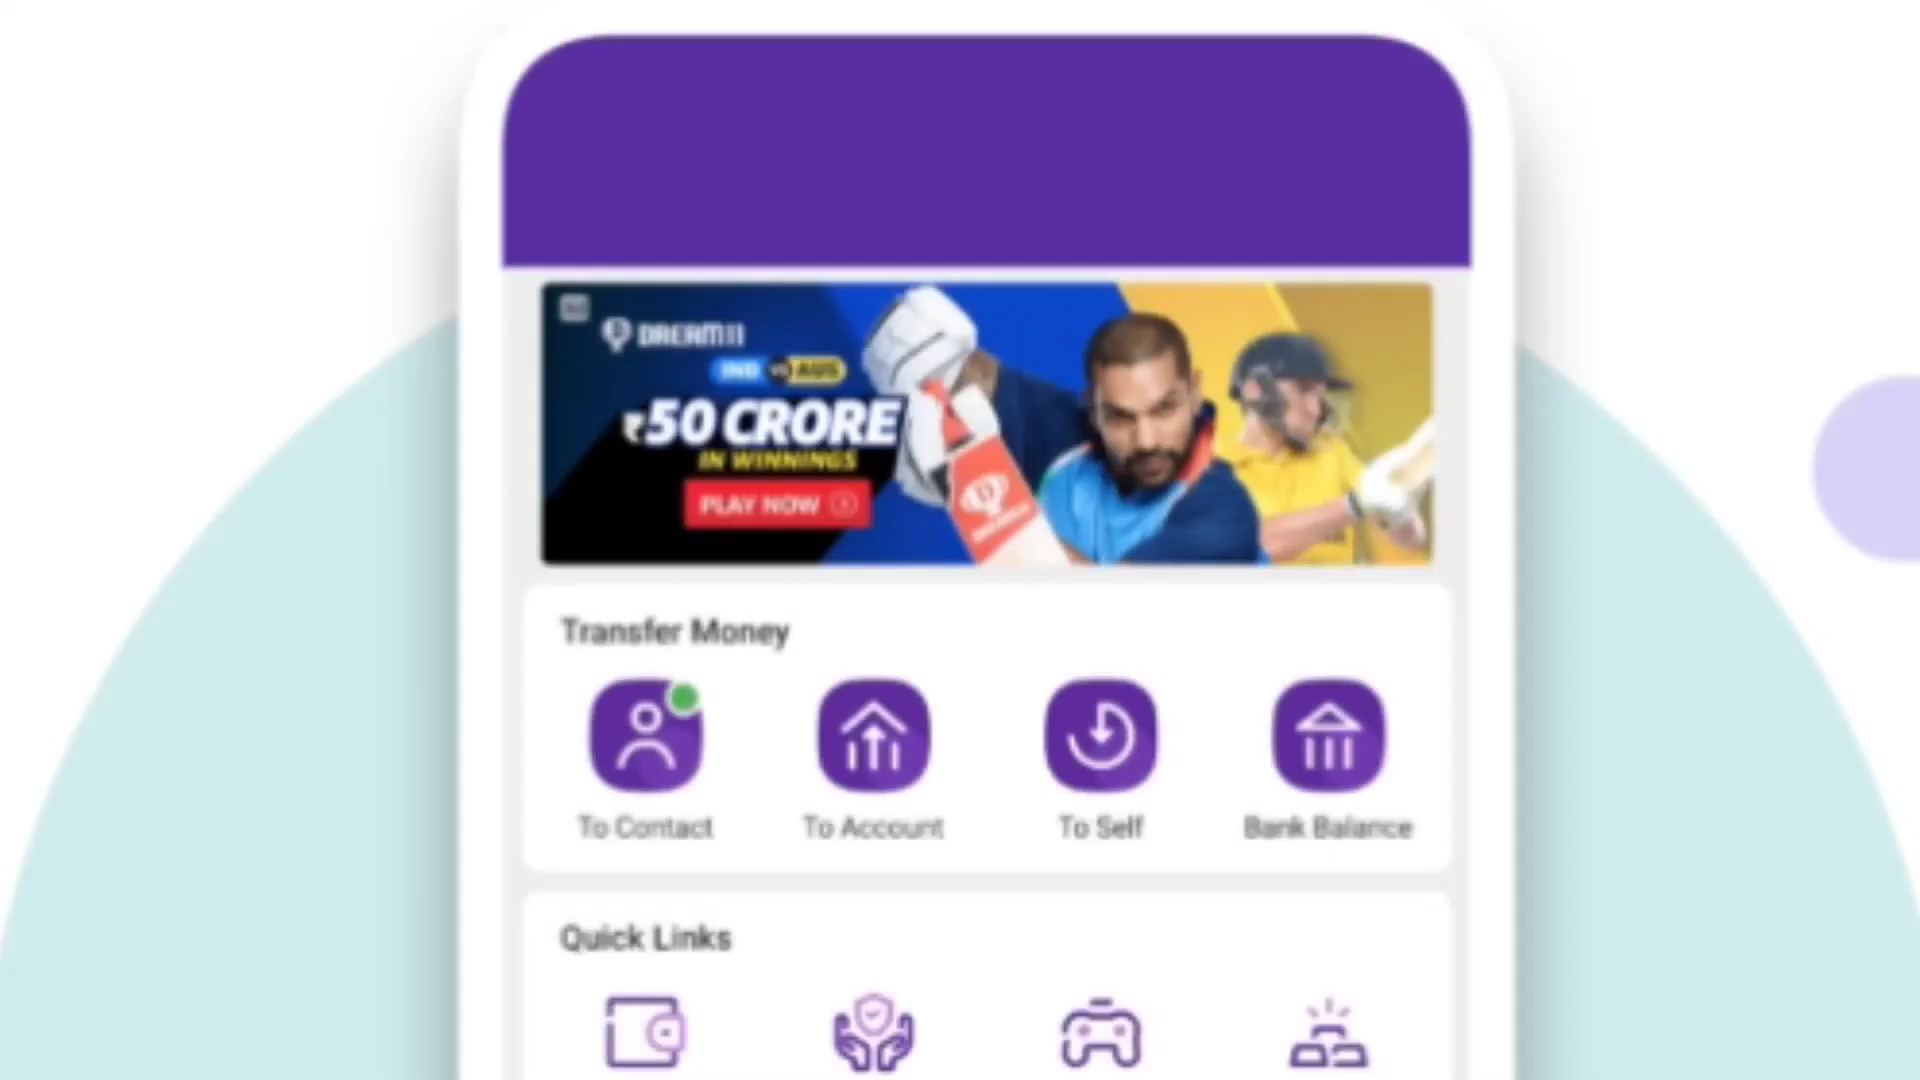 Ad
DREAM11
IND VS AUS
₹50 CRORE
IN WINNINGS
PLAY NOW
Transfer Money
To Contact
To Account
To Self
Bank Balance
Quick Links